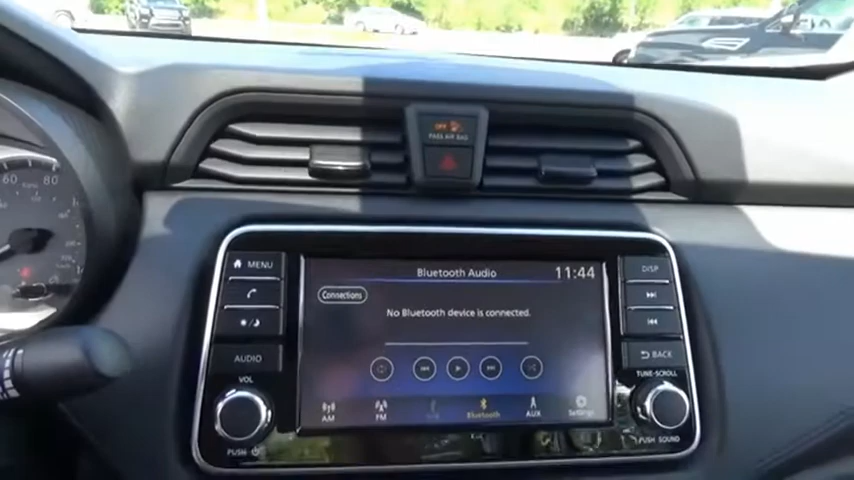 OFF
PASS AIR BAG
60
80
MENU
Bluetooth Audio
11:44
DISP
Connections
No Bluetooth device is connected.
AUDIO
BACK
VOL
TUNE·SCROLL
AM
FM
Bluetooth
AUX
Settings
PUSH
PUSH SOUND